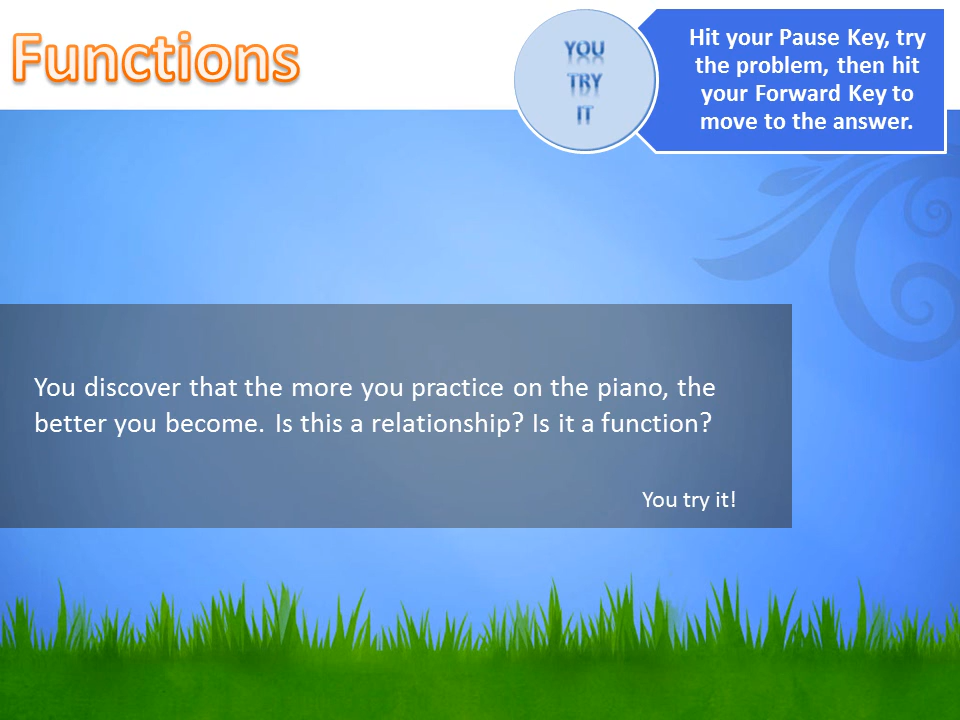 Functions
YOU
TRY
IT
Hit your Pause Key, try
the problem, then hit
your Forward Key to
move to the answer.
You discover that the more you practice on the piano, the
better you become. Is this a relationship? Is it a function?
You try it!